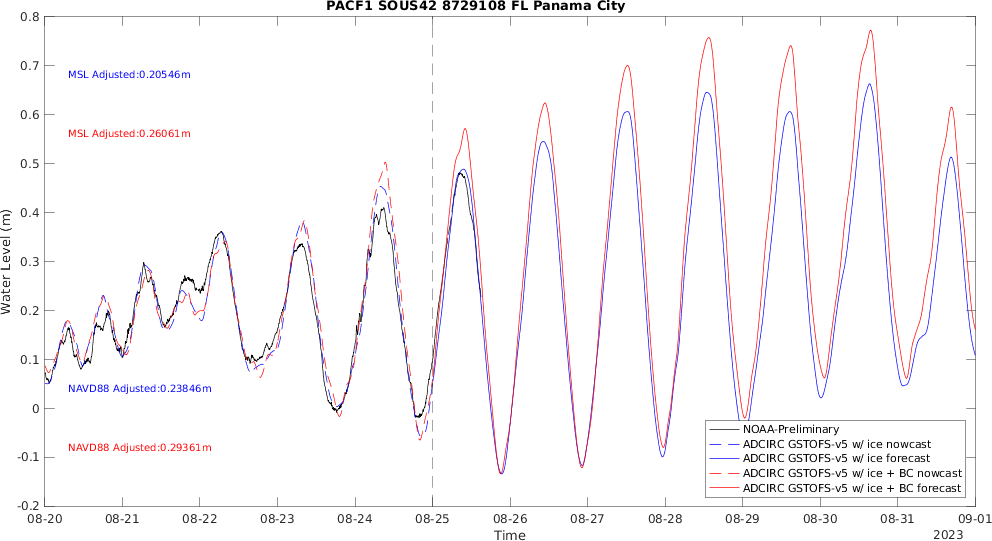 PACF1 SOUS42 8729108 FL Panama City
0.8
0.7
0.6
0.5
0.4
0.3
0.2
0.1
0
-0.1
-0.2
Water Level (m)
MSL Adjusted:0.20546m
MSL Adjusted:0.26061m
NAVD88 Adjusted:0.23846m
NAVD88 Adjusted:0.29361m
NOAA-Preliminary
ADCIRC GSTOFS-v5 w/ ice nowcast
ADCIRC GSTOFS-v5 w/ ice forecast
ADCIRC GSTOFS-v5 w/ ice + BC nowcast
ADCIRC GSTOFS-v5 w/ ice + BC forecast
08-20 08-21 08-22 08-23 08-24 08-25 08-26 08-27 08-28 08-29 08-30 08-31 09-01
Time
2023